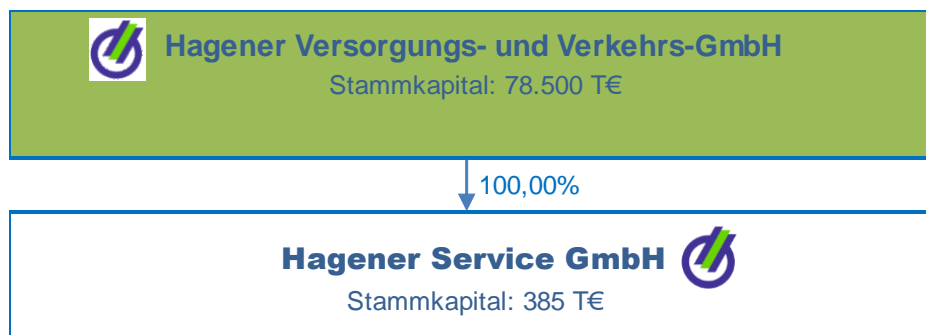 Hagener Versorgungs- und Verkehrs-GmbH
Stammkapital: 78.500 T€
100,00%
Hagener Service GmbH
Stammkapital: 385 T€